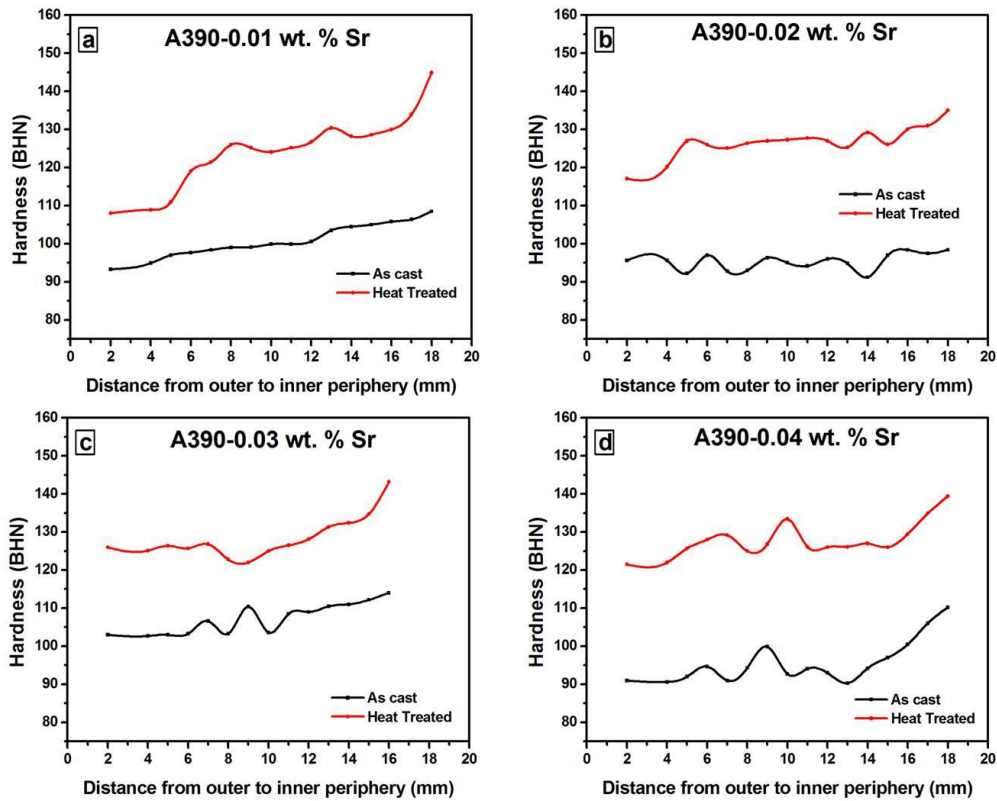 a
A390-0.01 wt. % Sr
Hardness (BHN)
160
150
140
130
120
110
100
90
80
As cast
Heat Treated
0 2 4 6 8 10 12 14 16 18 20
Distance from outer to inner periphery (mm)
b
A390-0.02 wt. % Sr
Hardness (BHN)
160
150
140
130
120
110
100
90
80
As cast
Heat Treated
0 2 4 6 8 10 12 14 16 18 20
Distance from outer to inner periphery (mm)
c
A390-0.03 wt. % Sr
Hardness (BHN)
160
150
140
130
120
110
100
90
80
As cast
Heat Treated
0 2 4 6 8 10 12 14 16 18 20
Distance from outer to inner periphery (mm)
d
A390-0.04 wt. % Sr
Hardness (BHN)
160
150
140
130
120
110
100
90
80
As cast
Heat Treated
0 2 4 6 8 10 12 14 16 18 20
Distance from outer to inner periphery (mm)